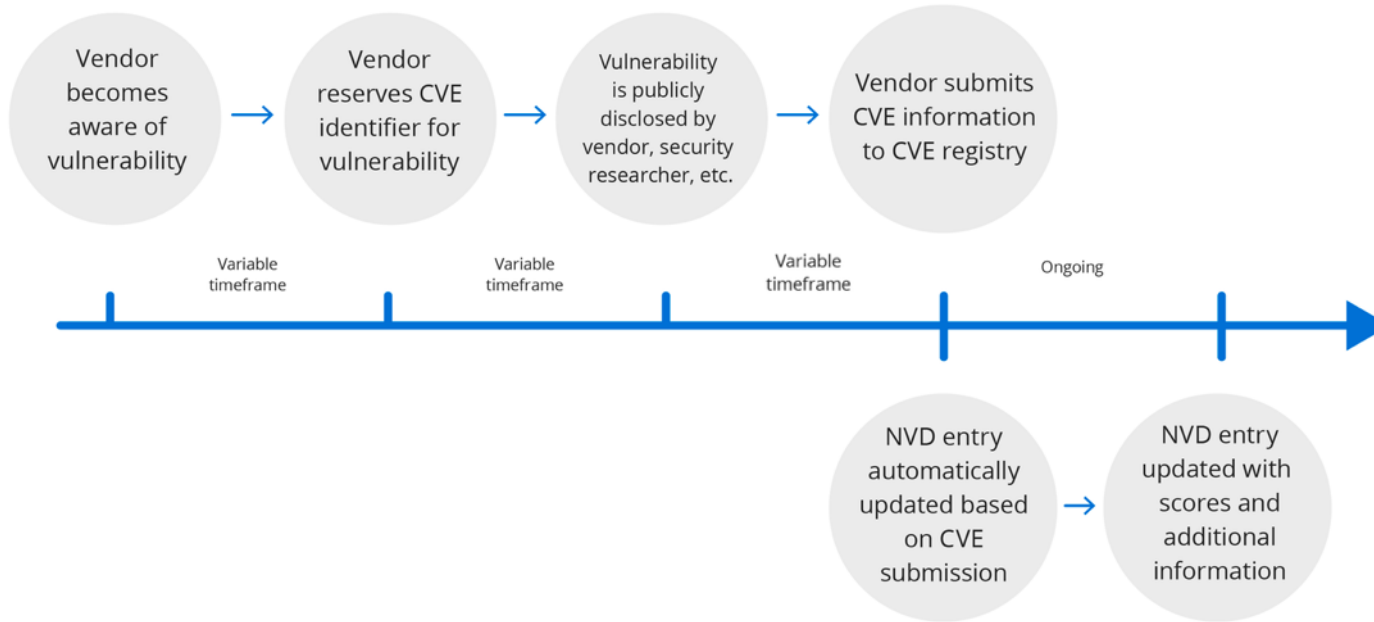 Vendor
becomes
aware of
vulnerability
Vendor
reserves CVE
identifier for
vulnerability
Vulnerability
is publicly
disclosed by
vendor, security
researcher, etc.
Vendor submits
CVE information
to CVE registry
Variable
timeframe
Variable
timeframe
Variable
timeframe
Ongoing
NVD entry
automatically
updated based
on CVE
submission
NVD entry
updated with
scores and
additional
information